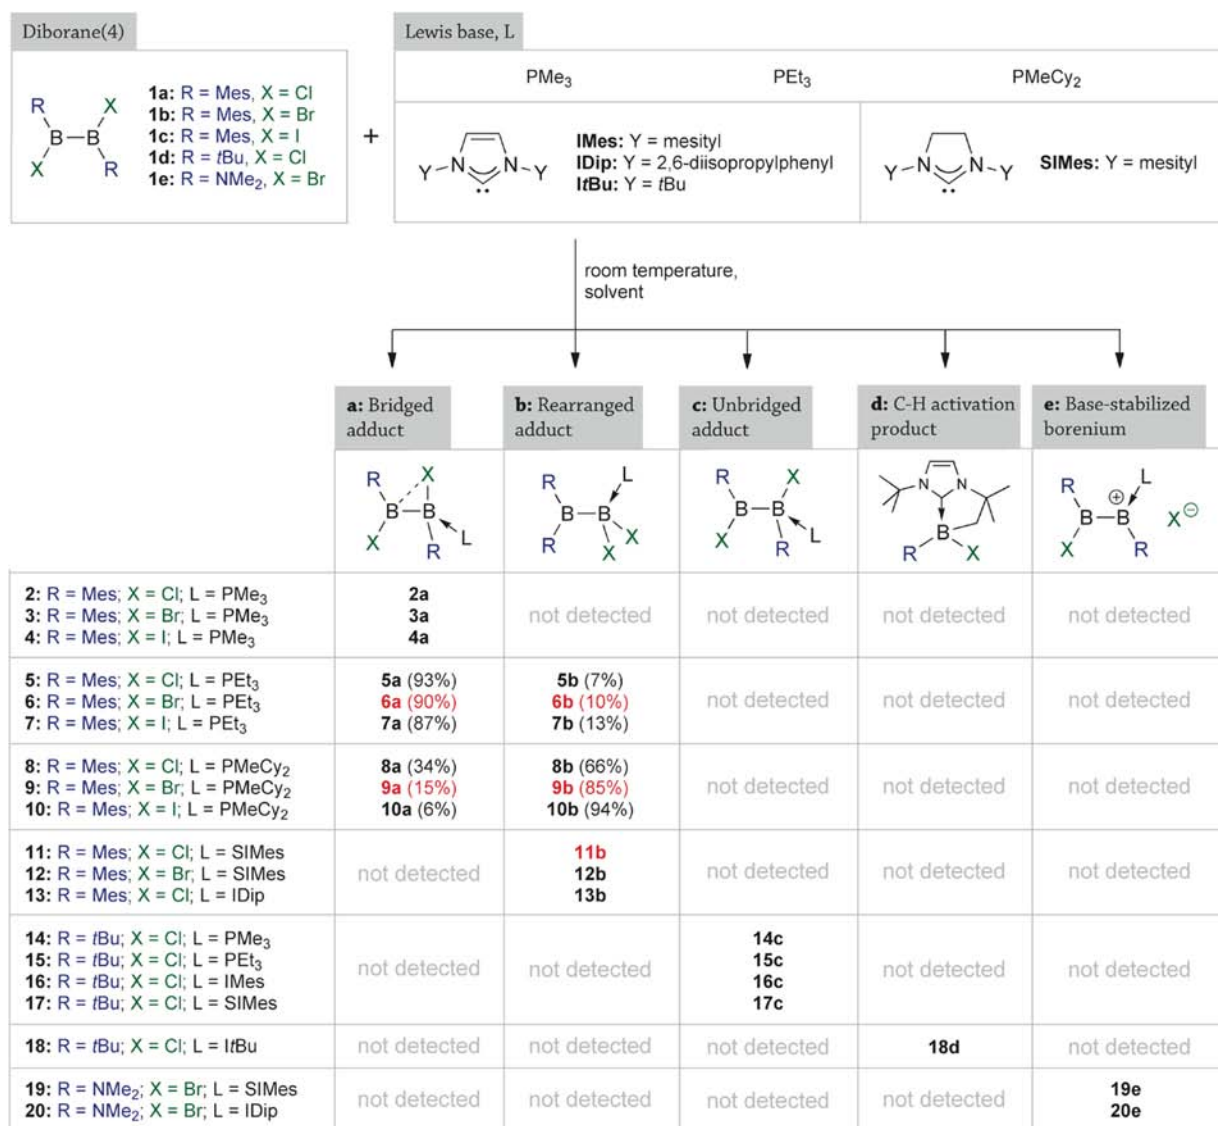 Diborane(4)
Lewis base, L
R X B B X R
1a: R = Mes, X = Cl
1b: R = Mes, X = Br
1c: R = Mes, X = I
1d: R = tBu, X = Cl
1e: R = NMe2, X = Br
+
PMe3 PEt3 PMeCy2
Y N N Y
IMes: Y = mesityl
IDip: Y = 2,6-diisopropylphenyl
ItBu: Y = tBu
Y N N Y
SIMes: Y = mesityl
room temperature,
solvent
a: Bridged
adduct
b: Rearranged
adduct
c: Unbridged
adduct
d: C-H activation
product
e: Base-stabilized
borenium
R X B B X R L
R L B B R X X
R X B B X R L
N N B R X
R ⊕ L B B X R X⊖
2: R = Mes; X = Cl; L = PMe3 2a
3: R = Mes; X = Br; L = PMe3 3a not detected not detected not detected not detected
4: R = Mes; X = I; L = PMe3 4a
5: R = Mes; X = Cl; L = PEt3 5a (93%) 5b (7%)
6: R = Mes; X = Br; L = PEt3 6a (90%) 6b (10%) not detected not detected not detected
7: R = Mes; X = I; L = PEt3 7a (87%) 7b (13%)
8: R = Mes; X = Cl; L = PMeCy2 8a (34%) 8b (66%)
9: R = Mes; X = Br; L = PMeCy2 9a (15%) 9b (85%) not detected not detected not detected
10: R = Mes; X = I; L = PMeCy2 10a (6%) 10b (94%)
11: R = Mes; X = Cl; L = SIMes 11b
12: R = Mes; X = Br; L = SIMes not detected 12b not detected not detected not detected
13: R = Mes; X = Cl; L = IDip 13b
14: R = tBu; X = Cl; L = PMe3 14c
15: R = tBu; X = Cl; L = PEt3 15c
not detected not detected not detected not detected
16: R = tBu; X = Cl; L = IMes 16c
17: R = tBu; X = Cl; L = SIMes 17c
18: R = tBu; X = Cl; L = ItBu not detected not detected not detected 18d not detected
19: R = NMe2; X = Br; L = SIMes 19e
not detected not detected not detected not detected
20: R = NMe2; X = Br; L = IDip 20e